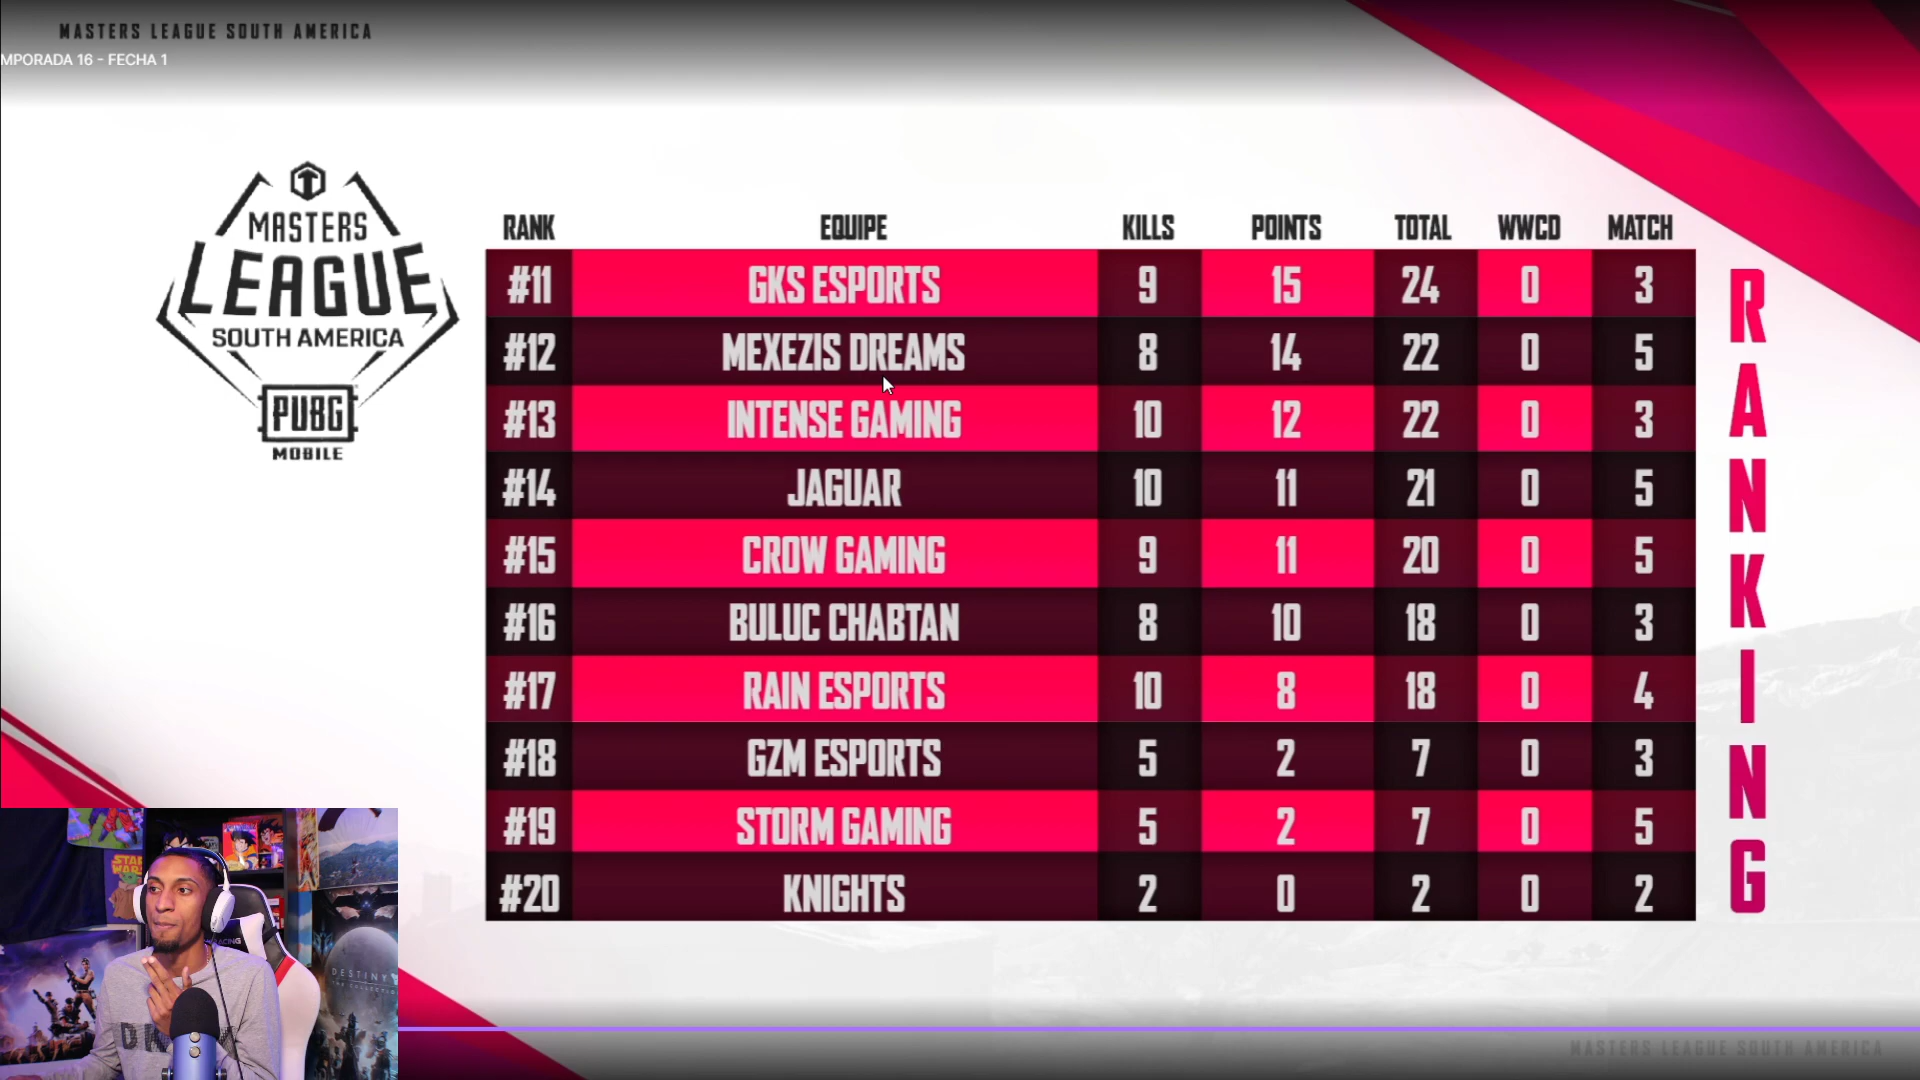 MASTERS LEAGUE SOUTH AMERICA
MPORADA 16 - FECHA 1
MASTERS
LEAGUE
SOUTH AMERICA
PUBG
MOBILE
RANK EQUIPE KILLS POINTS TOTAL WWCD MATCH
#11 GKS ESPORTS 9 15 24 0 3
#12 MEXEZIS DREAMS 8 14 22 0 5
#13 INTENSE GAMING 10 12 22 0 3
#14 JAGUAR 10 11 21 0 5
#15 CROW GAMING 9 11 20 0 5
#16 BULUC CHABTAN 8 10 18 0 3
#17 RAIN ESPORTS 10 8 18 0 4
#18 GZM ESPORTS 5 2 7 0 3
#19 STORM GAMING 5 2 7 0 5
#20 KNIGHTS 2 0 2 0 2
RANKING
STAR
WARS
RACING
DESTINY
MASTERS LEAGUE SOUTH AMERICA